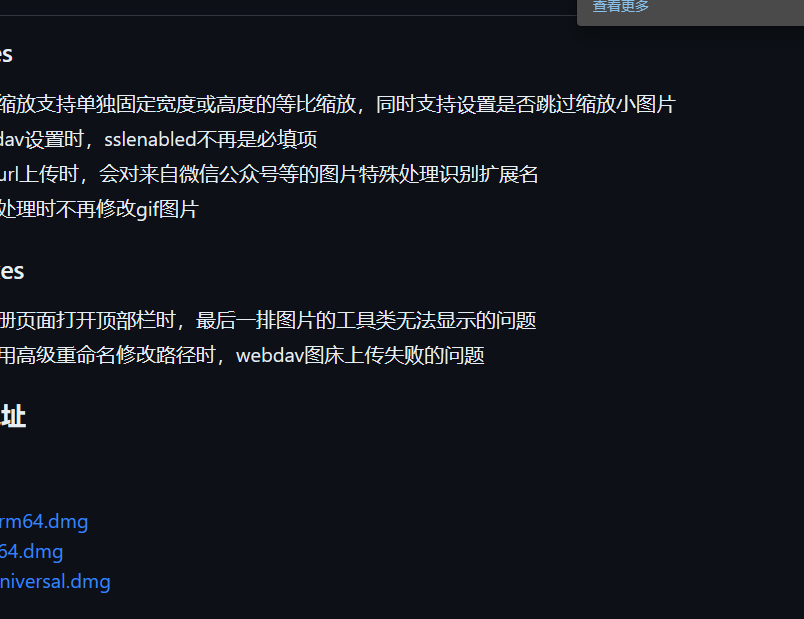 查看更多
es
缩放支持单独固定宽度或高度的等比缩放，同时支持设置是否跳过缩放小图片
dav设置时，sslenabled不再是必填项
url上传时，会对来自微信公众号等的图片特殊处理识别扩展名
处理时不再修改gif图片
es
册页面打开顶部栏时，最后一排图片的工具类无法显示的问题
用高级重命名修改路径时，webdav图床上传失败的问题
址
rm64.dmg
64.dmg
niversal.dmg